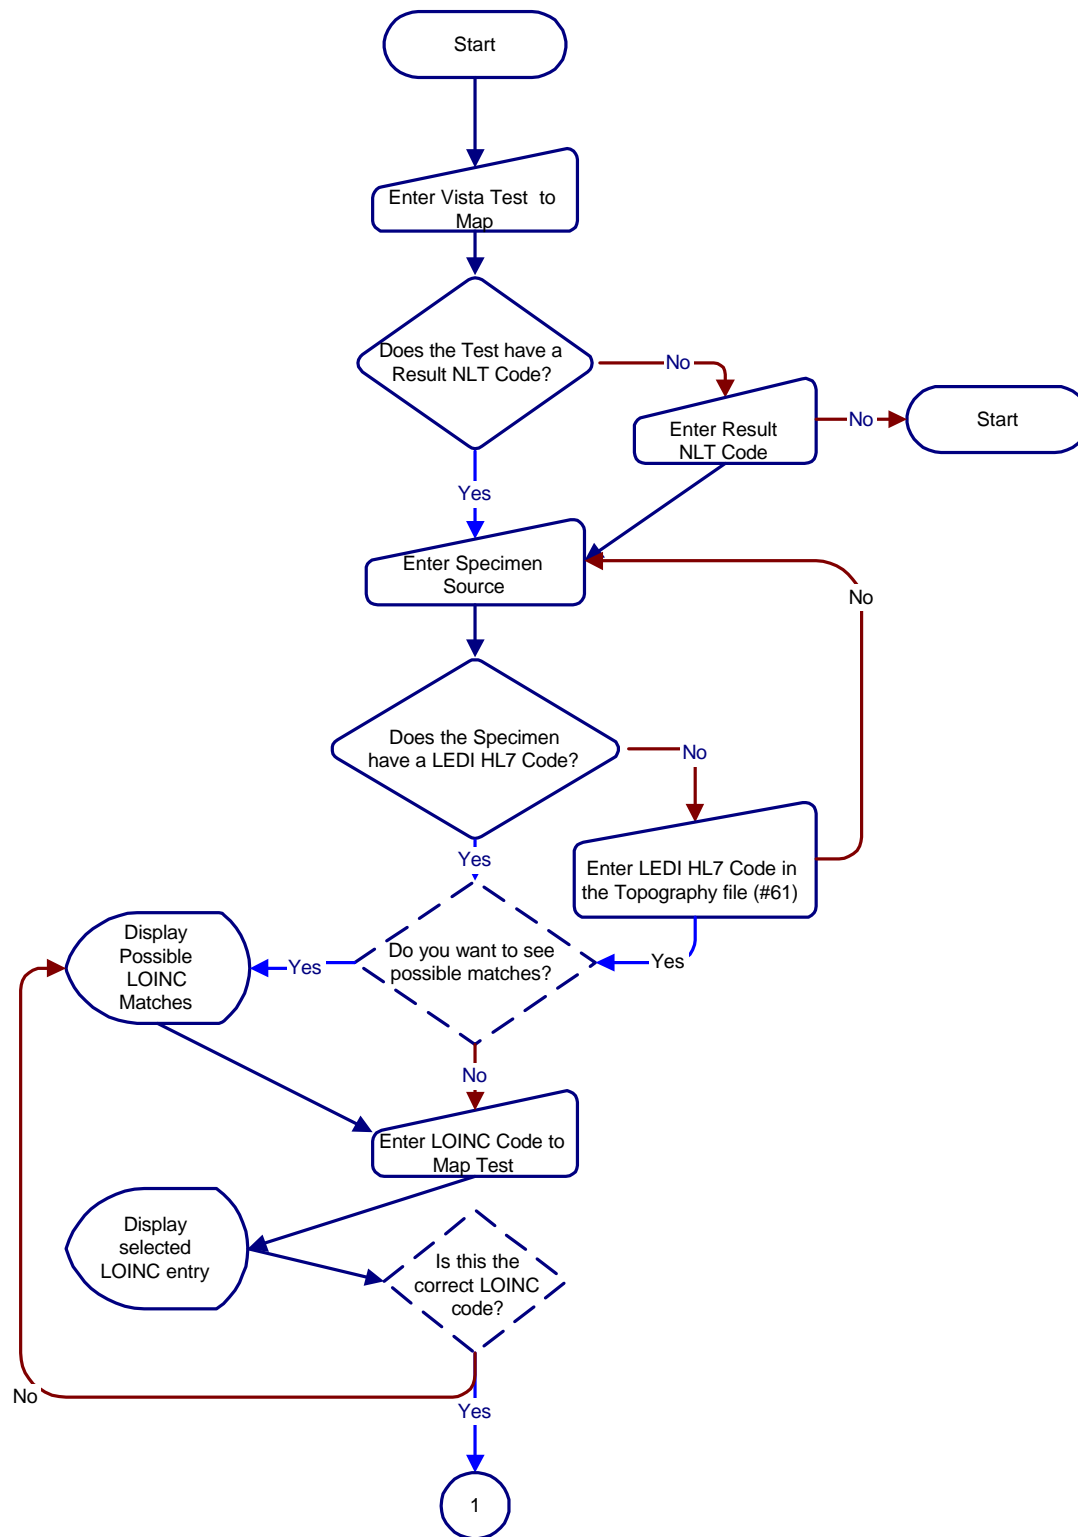 Start
Enter Vista Test to
Map
Does the Test have a
Result NLT Code?
No
Enter Result
NLT Code
No
Start
Yes
Enter Specimen
Source
No
Does the Specimen
have a LEDI HL7 Code?
No
Yes
Enter LEDI HL7 Code in
the Topography file (#61)
Display
Possible
LOINC
Matches
Yes
Do you want to see
possible matches?
Yes
No
Enter LOINC Code to
Map Test
Display
selected
LOINC entry
Is this the
correct LOINC
code?
No
Yes
1